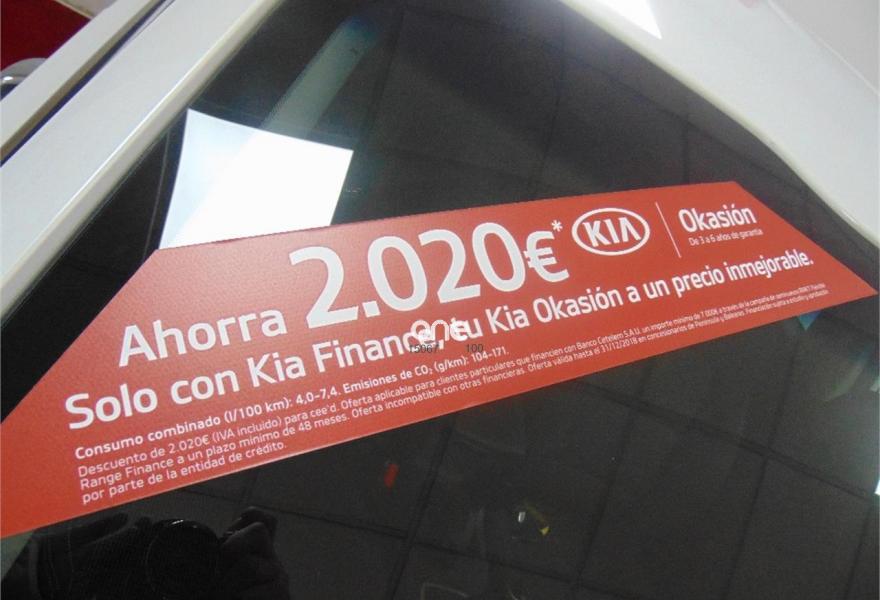 Ahorra 2.020€*
KIA
Okasión
De 3 a 6 años de garantía
Solo con Kia Finance, tu Kia Okasión a un precio inmejorable.
one
15067 100
Consumo combinado (l/100 km): 4,0-7,4. Emisiones de CO₂ (g/km): 104-171.
Descuento de 2.020€ (IVA incluido) para cee'd. Oferta aplicable para clientes particulares que financien con Banco Cetelem S.A.U. un importe mínimo de 7.000€ a través de la campaña de
Range Finance a un plazo mínimo de 48 meses. Oferta incompatible con otras financieras. Oferta válida hasta el 31/12/2018 en concesionarios de Península y Baleares. Financiación sujeta a estudio y aprobación
por parte de la entidad de crédito.